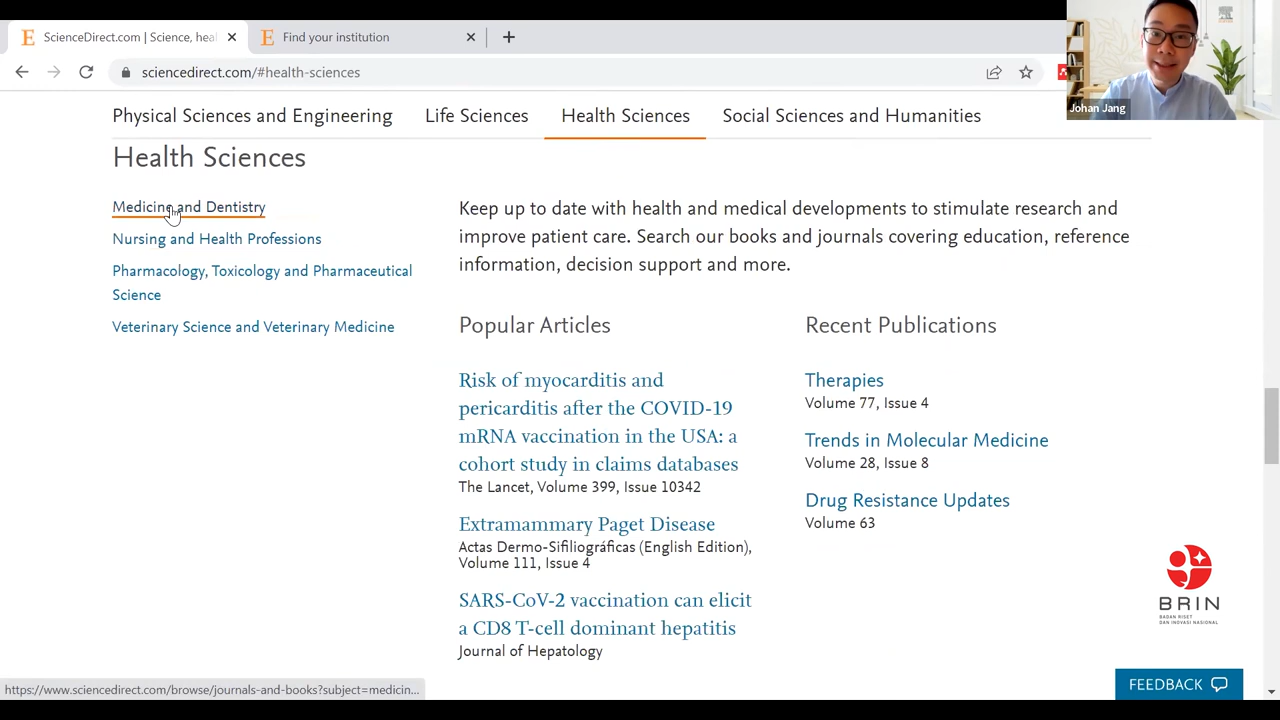 ScienceDirect.com | Science, heal
Find your institution
sciencedirect.com/#health-sciences
Johan Jang
Physical Sciences and Engineering
Life Sciences
Health Sciences
Social Sciences and Humanities
Health Sciences
Medicine and Dentistry
Nursing and Health Professions
Pharmacology, Toxicology and Pharmaceutical
Science
Veterinary Science and Veterinary Medicine
Keep up to date with health and medical developments to stimulate research and
improve patient care. Search our books and journals covering education, reference
information, decision support and more.
Popular Articles
Risk of myocarditis and
pericarditis after the COVID-19
mRNA vaccination in the USA: a
cohort study in claims databases
The Lancet, Volume 399, Issue 10342
Extramammary Paget Disease
Actas Dermo-Sifiliográficas (English Edition),
Volume 111, Issue 4
SARS-CoV-2 vaccination can elicit
a CD8 T-cell dominant hepatitis
Journal of Hepatology
Recent Publications
Therapies
Volume 77, Issue 4
Trends in Molecular Medicine
Volume 28, Issue 8
Drug Resistance Updates
Volume 63
BRIN
BADAN RISET
DAN INOVASI NASIONAL
FEEDBACK
https://www.sciencedirect.com/browse/journals-and-books?subject=medicin...